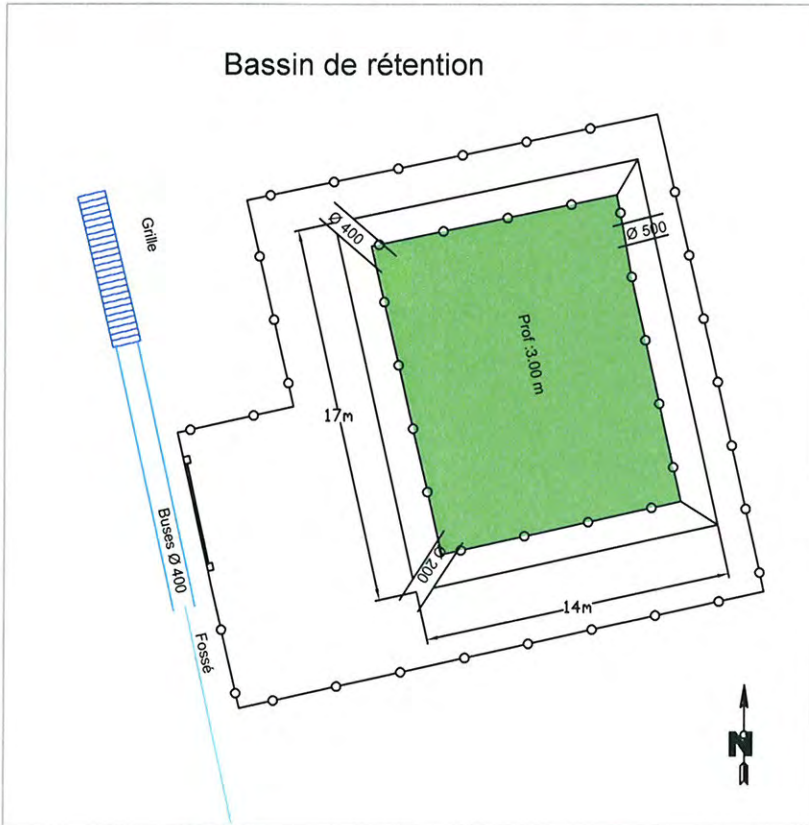 Bassin de rétention
Grille
Ø 400
Ø 500
Prof :3.00 m
17m
Buses Ø 400
Ø 200
14m
Fossé
N